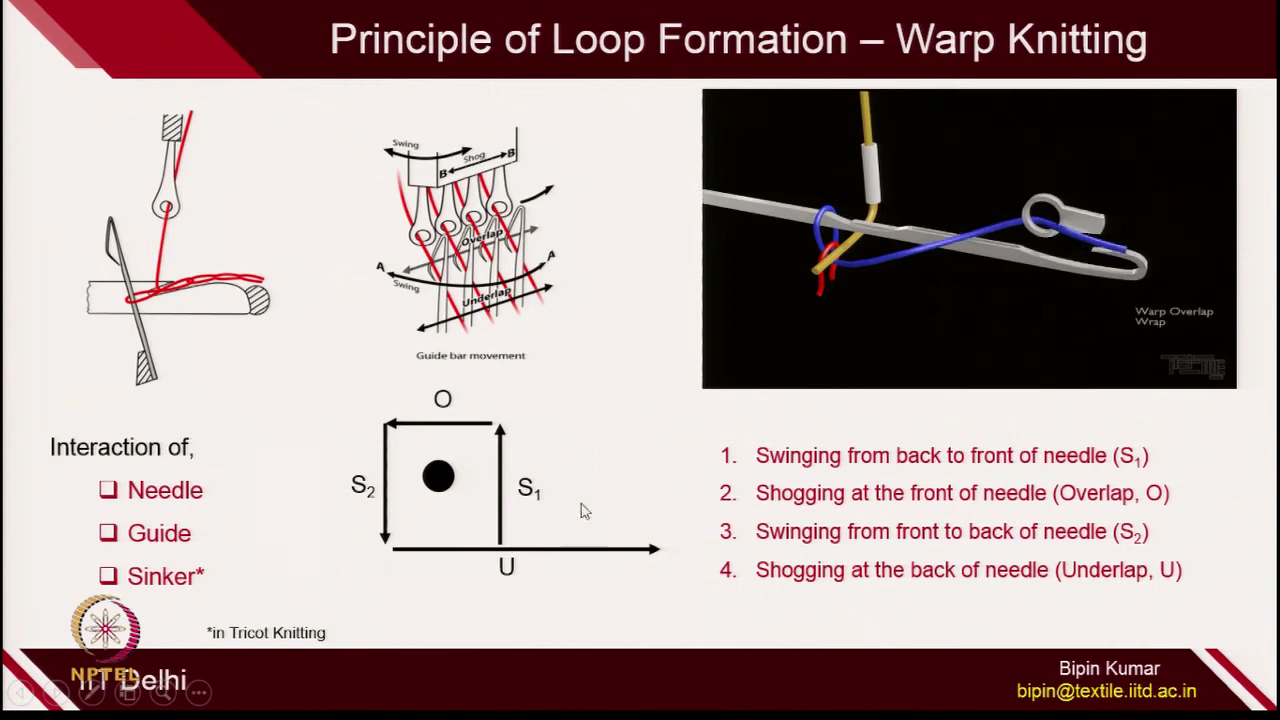 Principle of Loop Formation – Warp Knitting
Swing
Shog
B
B
Overlap
A
A
Swing
Underlap
Guide bar movement
Warp Overlap
Wrap
O
S₂
S₁
U
Interaction of,
Needle
Guide
Sinker*
*in Tricot Knitting
1. Swinging from back to front of needle (S₁)
2. Shogging at the front of needle (Overlap, O)
3. Swinging from front to back of needle (S₂)
4. Shogging at the back of needle (Underlap, U)
NPTEL
IIT Delhi
Bipin Kumar
bipin@textile.iitd.ac.in